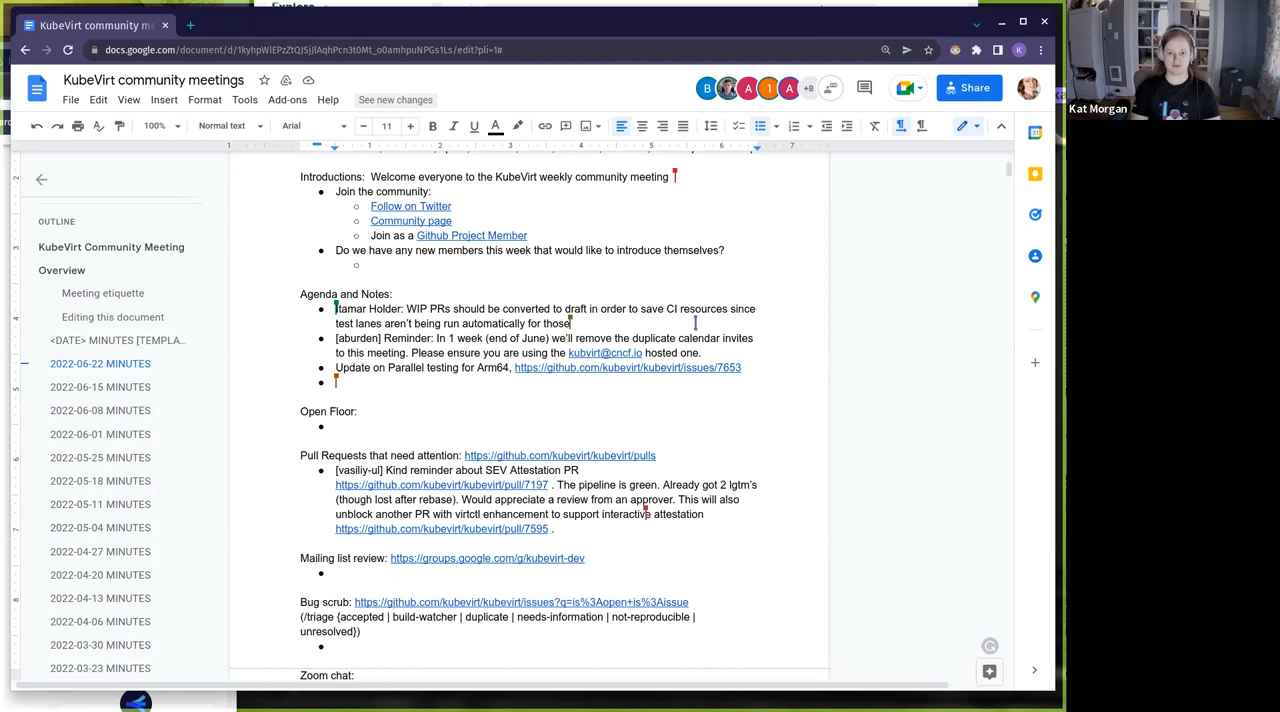 Explore
KubeVirt community me
docs.google.com/document/d/1kyhpWlEPzZtQJSjJlAqhPcn3t0Mt_o0amhpuNPGs1Ls/edit?pli=1#
K
Kat Morgan
KubeVirt community meetings
File Edit View Insert Format Tools Add-ons Help See new changes
B A 1 A +8 Share
100% Normal text Arial 11 B I U A
1 1 2 3 4 5 6 7
OUTLINE
KubeVirt Community Meeting
Overview
Meeting etiquette
Editing this document
<DATE> MINUTES [TEMPLA...
2022-06-22 MINUTES
2022-06-15 MINUTES
2022-06-08 MINUTES
2022-06-01 MINUTES
2022-05-25 MINUTES
2022-05-18 MINUTES
2022-05-11 MINUTES
2022-05-04 MINUTES
2022-04-27 MINUTES
2022-04-20 MINUTES
2022-04-13 MINUTES
2022-04-06 MINUTES
2022-03-30 MINUTES
2022-03-23 MINUTES
Introductions: Welcome everyone to the KubeVirt weekly community meeting
Join the community:
Follow on Twitter
Community page
Join as a Github Project Member
Do we have any new members this week that would like to introduce themselves?
Agenda and Notes:
Itamar Holder: WIP PRs should be converted to draft in order to save CI resources since
test lanes aren't being run automatically for those
[aburden] Reminder: In 1 week (end of June) we'll remove the duplicate calendar invites
to this meeting. Please ensure you are using the kubvirt@cncf.io hosted one.
Update on Parallel testing for Arm64, https://github.com/kubevirt/kubevirt/issues/7653
Open Floor:
Pull Requests that need attention: https://github.com/kubevirt/kubevirt/pulls
[vasiliy-ul] Kind reminder about SEV Attestation PR
https://github.com/kubevirt/kubevirt/pull/7197 . The pipeline is green. Already got 2 lgtm's
(though lost after rebase). Would appreciate a review from an approver. This will also
unblock another PR with virtctl enhancement to support interactive attestation
https://github.com/kubevirt/kubevirt/pull/7595 .
Mailing list review: https://groups.google.com/g/kubevirt-dev
Bug scrub: https://github.com/kubevirt/kubevirt/issues?q=is%3Aopen+is%3Aissue
(/triage {accepted | build-watcher | duplicate | needs-information | not-reproducible |
unresolved})
Zoom chat: